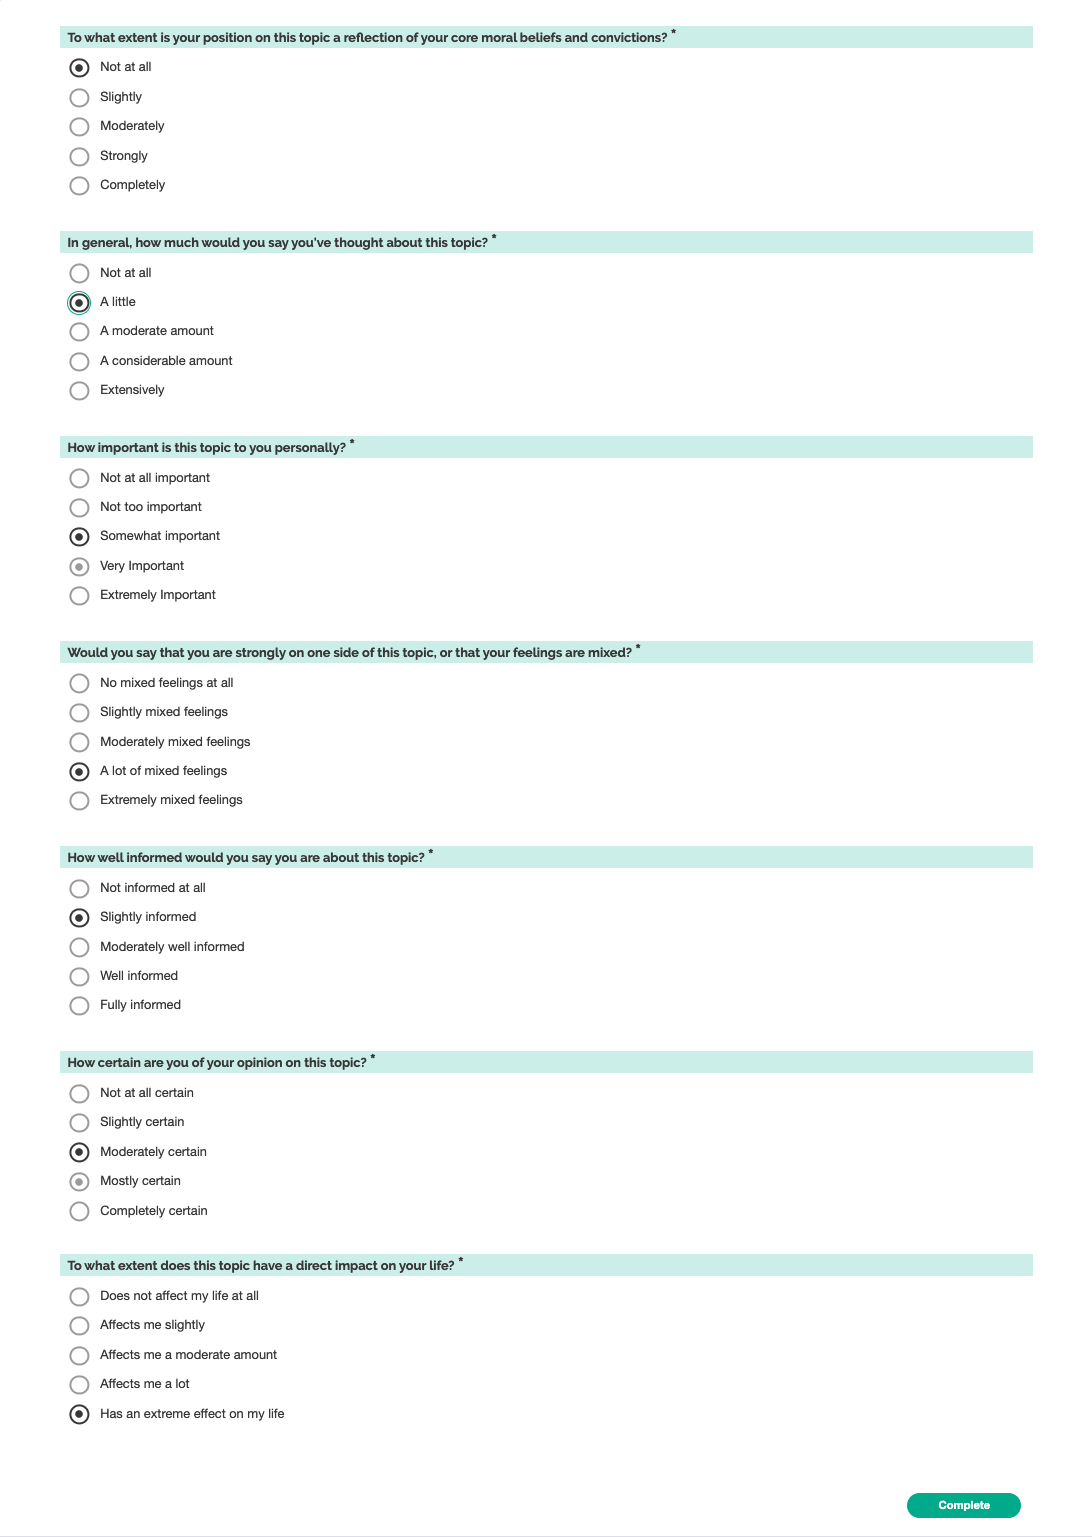 To what extent is your position on this topic a reflection of your core moral beliefs and convictions? *
Not at all
Slightly
Moderately
Strongly
Completely
In general, how much would you say you've thought about this topic? *
Not at all
A little
A moderate amount
A considerable amount
Extensively
How important is this topic to you personally? *
Not at all important
Not too important
Somewhat important
Very Important
Extremely Important
Would you say that you are strongly on one side of this topic, or that your feelings are mixed? *
No mixed feelings at all
Slightly mixed feelings
Moderately mixed feelings
A lot of mixed feelings
Extremely mixed feelings
How well informed would you say you are about this topic? *
Not informed at all
Slightly informed
Moderately well informed
Well informed
Fully informed
How certain are you of your opinion on this topic? *
Not at all certain
Slightly certain
Moderately certain
Mostly certain
Completely certain
To what extent does this topic have a direct impact on your life? *
Does not affect my life at all
Affects me slightly
Affects me a moderate amount
Affects me a lot
Has an extreme effect on my life
Complete